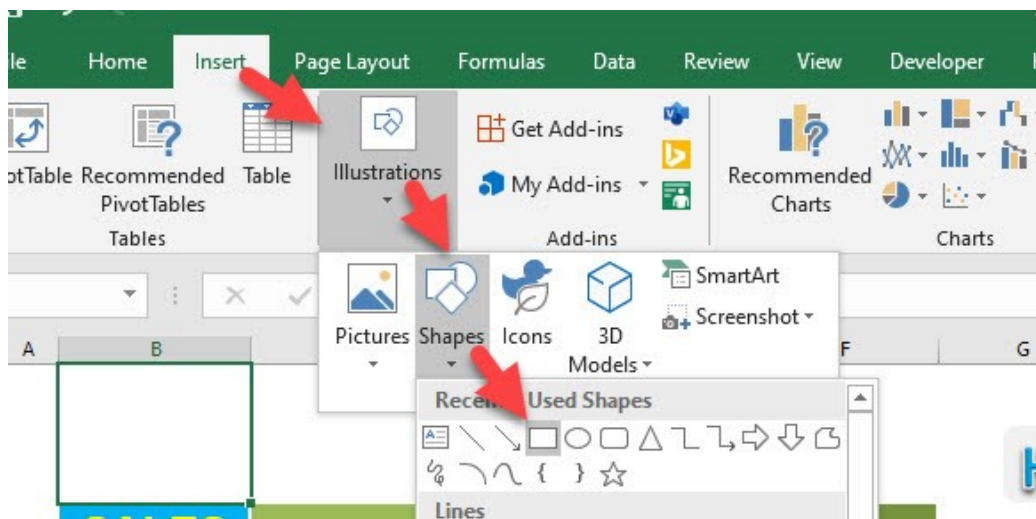 le Home Insert Page Layout Formulas Data Review View Developer
otTable Recommended PivotTables Table Illustrations Get Add-ins My Add-ins Recommended Charts
Tables Add-ins Charts
Pictures Shapes Icons 3D Models SmartArt Screenshot
A B F G
Used Shapes
Lines
SALES